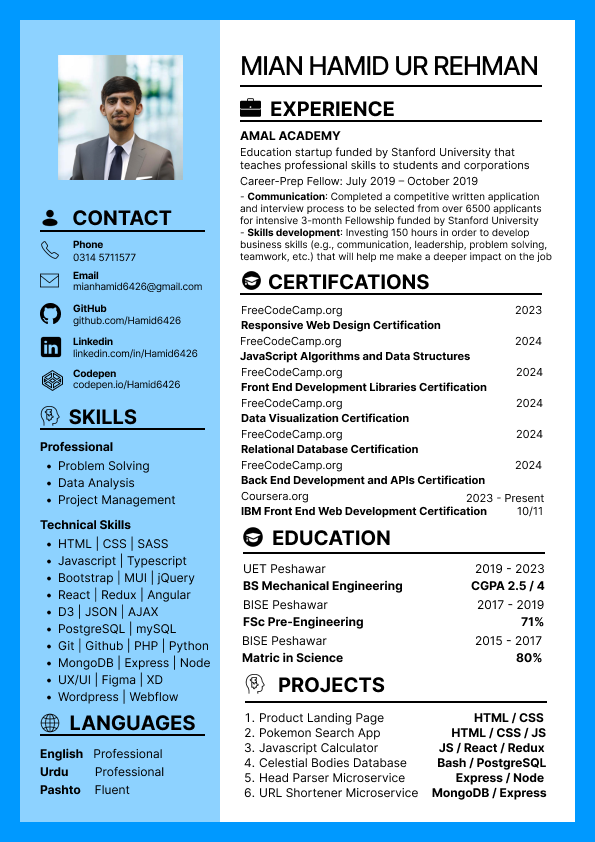 MIAN HAMID UR REHMAN
EXPERIENCE
AMAL ACADEMY
Education startup funded by Stanford University that
teaches professional skills to students and corporations
Career-Prep Fellow: July 2019 – October 2019
- Communication: Completed a competitive written application
and interview process to be selected from over 6500 applicants
for intensive 3-month Fellowship funded by Stanford University
- Skills development: Investing 150 hours in order to develop
business skills (e.g., communication, leadership, problem solving,
teamwork, etc.) that will help me make a deeper impact on the job
CERTIFCATIONS
FreeCodeCamp.org 2023
Responsive Web Design Certification
FreeCodeCamp.org 2024
JavaScript Algorithms and Data Structures
FreeCodeCamp.org 2024
Front End Development Libraries Certification
FreeCodeCamp.org 2024
Data Visualization Certification
FreeCodeCamp.org 2024
Relational Database Certification
FreeCodeCamp.org 2024
Back End Development and APIs Certification
Coursera.org 2023 - Present
IBM Front End Web Development Certification 10/11
EDUCATION
UET Peshawar 2019 - 2023
BS Mechanical Engineering CGPA 2.5 / 4
BISE Peshawar 2017 - 2019
FSc Pre-Engineering 71%
BISE Peshawar 2015 - 2017
Matric in Science 80%
PROJECTS
1. Product Landing Page HTML / CSS
2. Pokemon Search App HTML / CSS / JS
3. Javascript Calculator JS / React / Redux
4. Celestial Bodies Database Bash / PostgreSQL
5. Head Parser Microservice Express / Node
6. URL Shortener Microservice MongoDB / Express
CONTACT
Phone
0314 5711577
Email
mianhamid6426@gmail.com
GitHub
github.com/Hamid6426
Linkedin
linkedin.com/in/Hamid6426
Codepen
codepen.io/Hamid6426
SKILLS
Professional
• Problem Solving
• Data Analysis
• Project Management
Technical Skills
• HTML | CSS | SASS
• Javascript | Typescript
• Bootstrap | MUI | jQuery
• React | Redux | Angular
• D3 | JSON | AJAX
• PostgreSQL | mySQL
• Git | Github | PHP | Python
• MongoDB | Express | Node
• UX/UI | Figma | XD
• Wordpress | Webflow
LANGUAGES
English Professional
Urdu Professional
Pashto Fluent